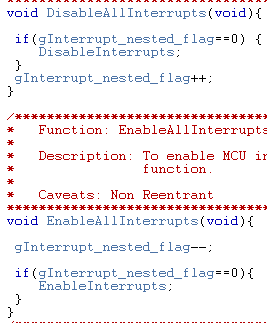 ********************************
void DisableAllInterrupts(void){
if(gInterrupt_nested_flag==0) {
DisableInterrupts;
}
gInterrupt_nested_flag++;
}
/*******************************
* Function: EnableAllInterrupts
*
* Description: To enable MCU
* function.
*
* Caveats: Non Reentrant
********************************
void EnableAllInterrupts(void){
gInterrupt_nested_flag--;
if(gInterrupt_nested_flag==0){
EnableInterrupts;
}
}